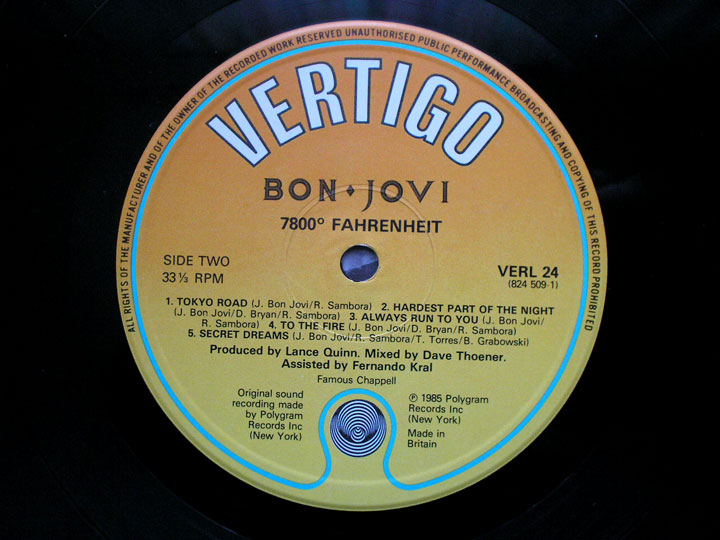 ALL RIGHTS OF THE MANUFACTURER AND OF THE OWNER OF THE RECORDED WORK RESERVED UNAUTHORISED PUBLIC PERFORMANCE BROADCASTING AND COPYING OF THIS RECORD PROHIBITED
VERTIGO
BON♦JOVI
7800° FAHRENHEIT
SIDE TWO
33⅓ RPM
VERL 24
(824 509-1)
1. TOKYO ROAD (J. Bon Jovi/R. Sambora) 2. HARDEST PART OF THE NIGHT
(J. Bon Jovi/D. Bryan/R. Sambora) 3. ALWAYS RUN TO YOU (J. Bon Jovi/
R. Sambora) 4. TO THE FIRE (J. Bon Jovi/D. Bryan/R. Sambora)
5. SECRET DREAMS (J. Bon Jovi/R. Sambora/T. Torres/B. Grabowski)
Produced by Lance Quinn. Mixed by Dave Thoener.
Assisted by Fernando Kral
Famous Chappell
Original sound
recording made
by Polygram
Records Inc
(New York)
℗ 1985 Polygram
Records Inc
(New York)
Made in
Britain